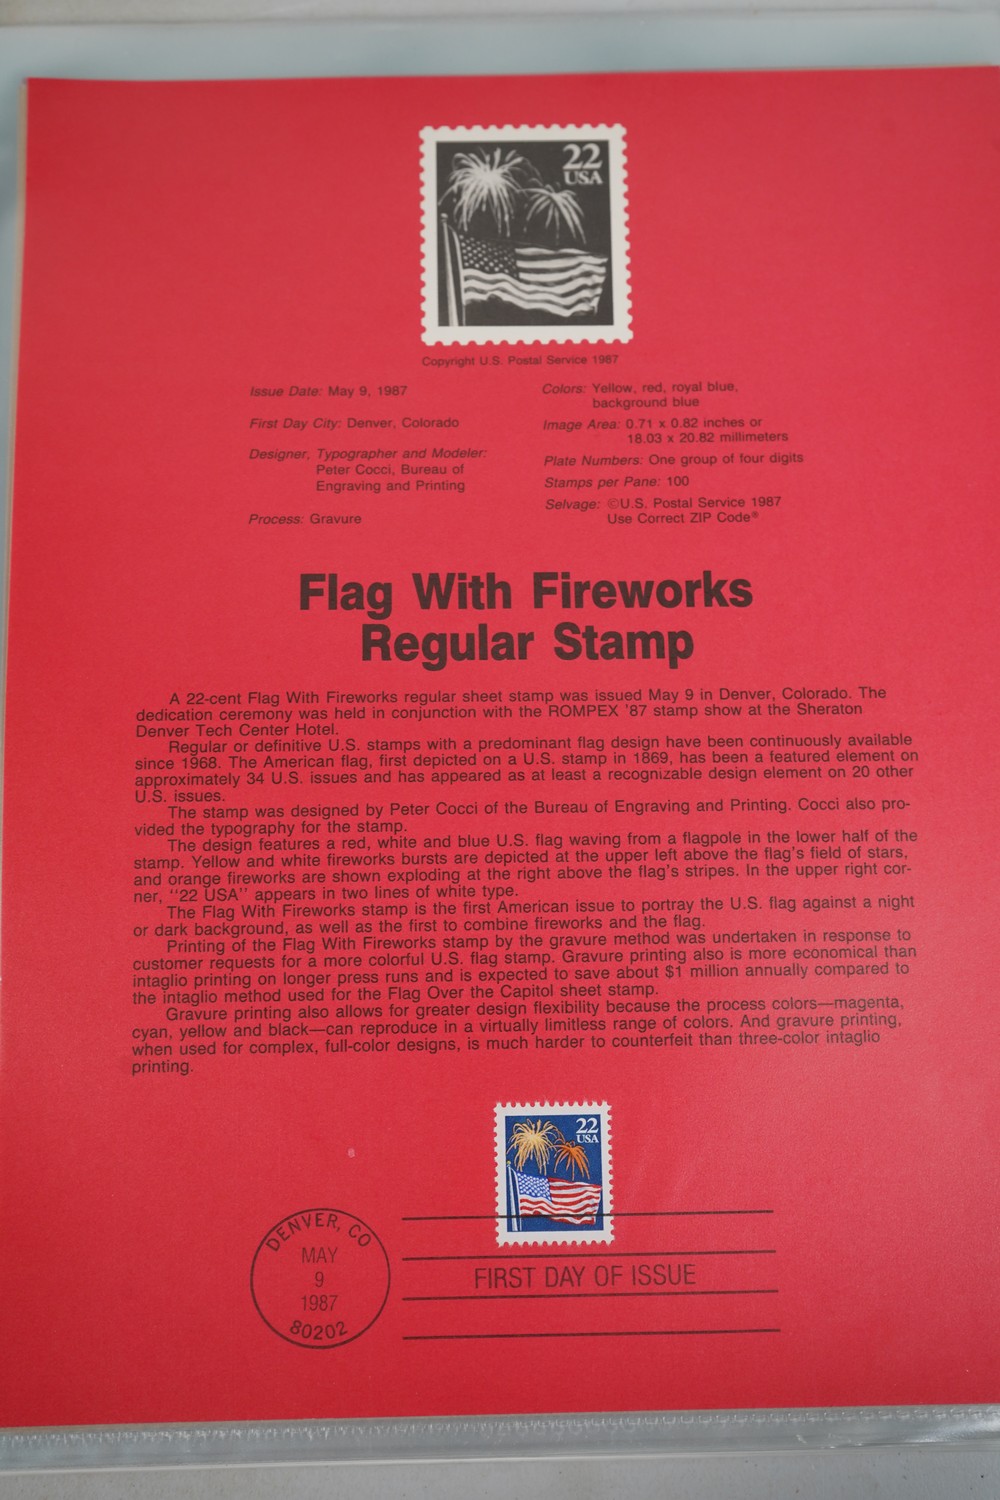 22
USA
Copyright U.S. Postal Service 1987
Issue Date: May 9, 1987
First Day City: Denver, Colorado
Designer, Typographer and Modeler:
Peter Cocci, Bureau of
Engraving and Printing
Process: Gravure
Colors: Yellow, red, royal blue,
background blue
Image Area: 0.71 x 0.82 inches or
18.03 x 20.82 millimeters
Plate Numbers: One group of four digits
Stamps per Pane: 100
Selvage: ©U.S. Postal Service 1987
Use Correct ZIP Code®
Flag With Fireworks
Regular Stamp
A 22-cent Flag With Fireworks regular sheet stamp was issued May 9 in Denver, Colorado. The
dedication ceremony was held in conjunction with the ROMPEX '87 stamp show at the Sheraton
Denver Tech Center Hotel.
Regular or definitive U.S. stamps with a predominant flag design have been continuously available
since 1968. The American flag, first depicted on a U.S. stamp in 1869, has been a featured element on
approximately 34 U.S. issues and has appeared as at least a recognizable design element on 20 other
U.S. issues.
The stamp was designed by Peter Cocci of the Bureau of Engraving and Printing. Cocci also pro-
vided the typography for the stamp.
The design features a red, white and blue U.S. flag waving from a flagpole in the lower half of the
stamp. Yellow and white fireworks bursts are depicted at the upper left above the flag's field of stars,
and orange fireworks are shown exploding at the right above the flag's stripes. In the upper right cor-
ner, "22 USA" appears in two lines of white type.
The Flag With Fireworks stamp is the first American issue to portray the U.S. flag against a night
or dark background, as well as the first to combine fireworks and the flag.
Printing of the Flag With Fireworks stamp by the gravure method was undertaken in response to
customer requests for a more colorful U.S. flag stamp. Gravure printing also is more economical than
intaglio printing on longer press runs and is expected to save about $1 million annually compared to
the intaglio method used for the Flag Over the Capitol sheet stamp.
Gravure printing also allows for greater design flexibility because the process colors—magenta,
cyan, yellow and black—can reproduce in a virtually limitless range of colors. And gravure printing,
when used for complex, full-color designs, is much harder to counterfeit than three-color intaglio
printing.
22
USA
DENVER, CO
MAY
9
1987
80202
FIRST DAY OF ISSUE